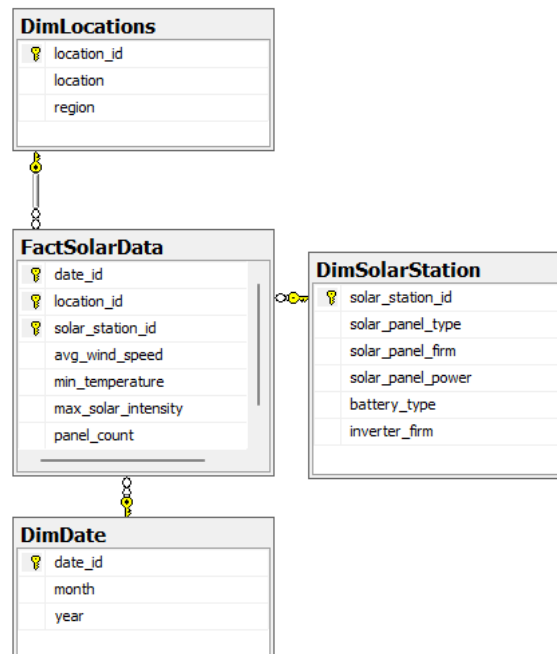 DimLocations
location_id
location
region
FactSolarData
date_id
location_id
solar_station_id
avg_wind_speed
min_temperature
max_solar_intensity
panel_count
DimSolarStation
solar_station_id
solar_panel_type
solar_panel_firm
solar_panel_power
battery_type
inverter_firm
DimDate
date_id
month
year